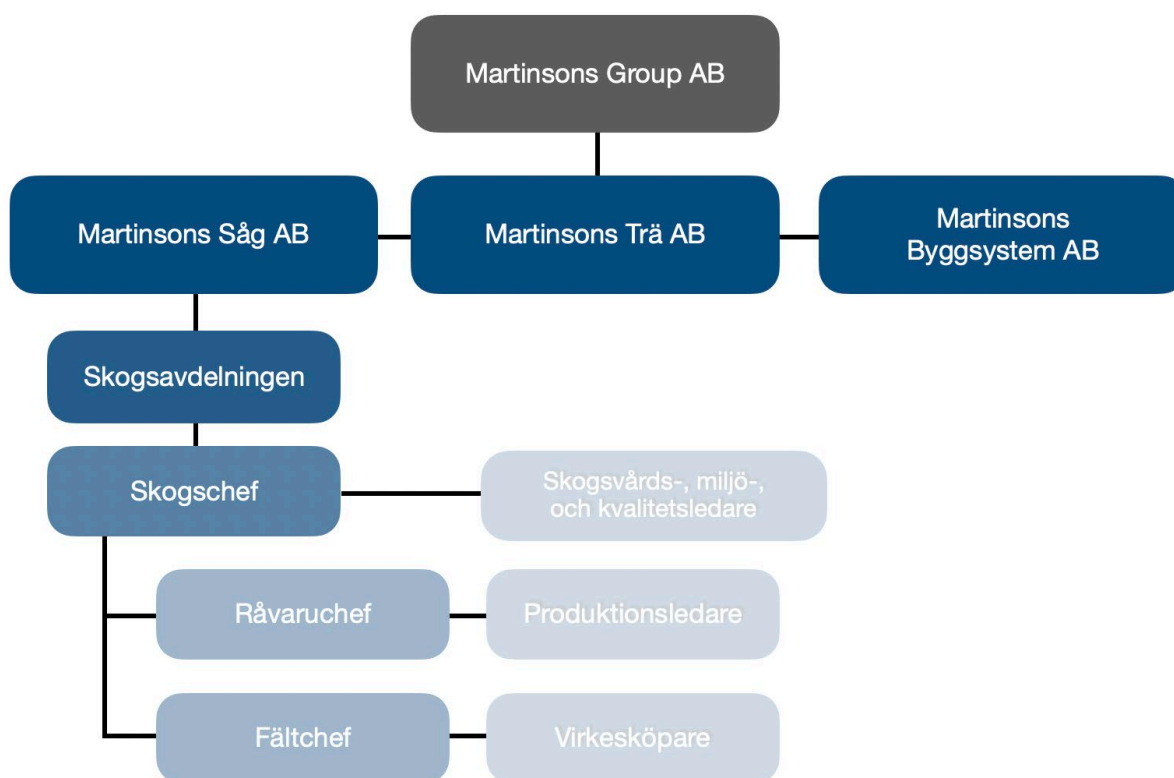 Martinsons Group AB
Martinsons Såg AB
Martinsons Trä AB
Martinsons
Byggsystem AB
Skogsavdelningen
Skogschef
Skogsvårds-, miljö-,
och kvalitetsledare
Råvaruchef
Produktionsledare
Fältchef
Virkesköpare